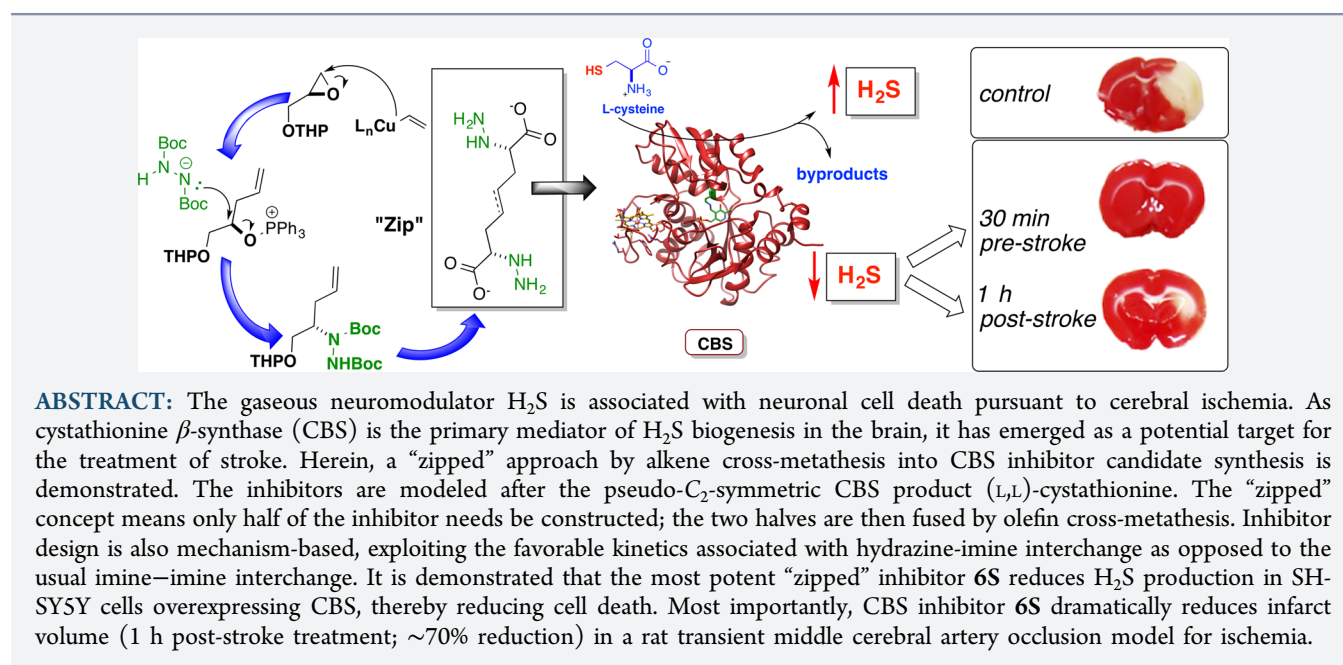 OTHP
LₙCu
Boc
H N N:
⊖
Boc
O PPh₃
⊕
THPO
THPO
N Boc
NHBoc
"Zip"
H₂N
HN
⁻O
O
O
O⁻
NH
NH₂
HS
O
O⁻
NH₃
+
L-cysteine
H₂S
byproducts
CBS
H₂S
control
30 min
pre-stroke
1 h
post-stroke
ABSTRACT: The gaseous neuromodulator H₂S is associated with neuronal cell death pursuant to cerebral ischemia. As
cystathionine β-synthase (CBS) is the primary mediator of H₂S biogenesis in the brain, it has emerged as a potential target for
the treatment of stroke. Herein, a “zipped” approach by alkene cross-metathesis into CBS inhibitor candidate synthesis is
demonstrated. The inhibitors are modeled after the pseudo-C₂-symmetric CBS product (L,L)-cystathionine. The “zipped”
concept means only half of the inhibitor needs be constructed; the two halves are then fused by olefin cross-metathesis. Inhibitor
design is also mechanism-based, exploiting the favorable kinetics associated with hydrazine-imine interchange as opposed to the
usual imine−imine interchange. It is demonstrated that the most potent “zipped” inhibitor 6S reduces H₂S production in SH-
SY5Y cells overexpressing CBS, thereby reducing cell death. Most importantly, CBS inhibitor 6S dramatically reduces infarct
volume (1 h post-stroke treatment; ∼70% reduction) in a rat transient middle cerebral artery occlusion model for ischemia.